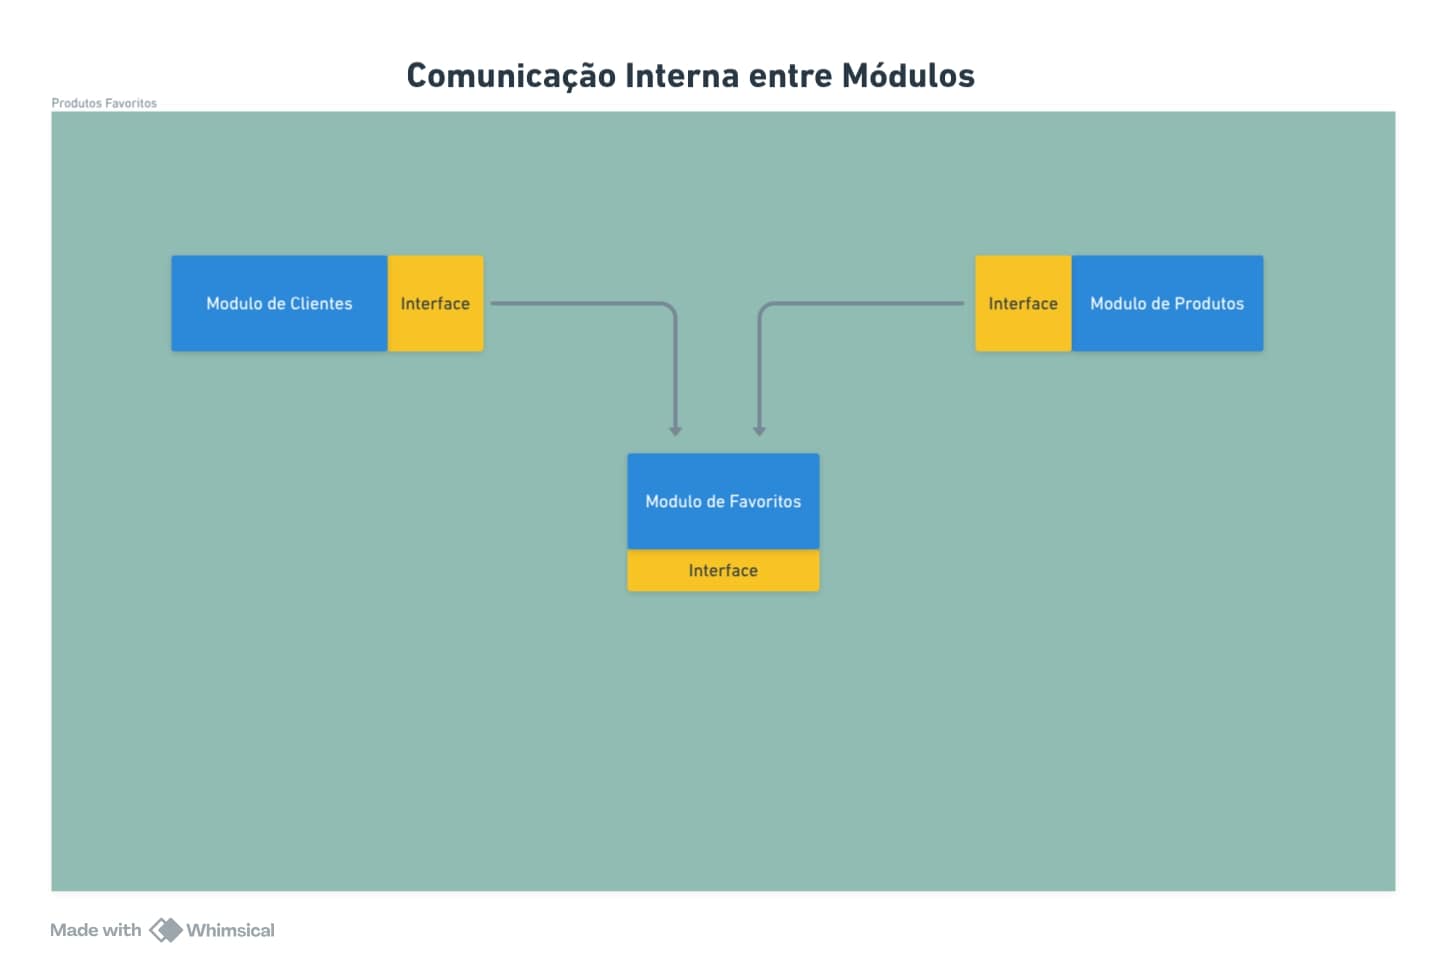 Comunicação Interna entre Módulos
Produtos Favoritos
Modulo de Clientes
Interface
Interface
Modulo de Produtos
Modulo de Favoritos
Interface
Made with Whimsical